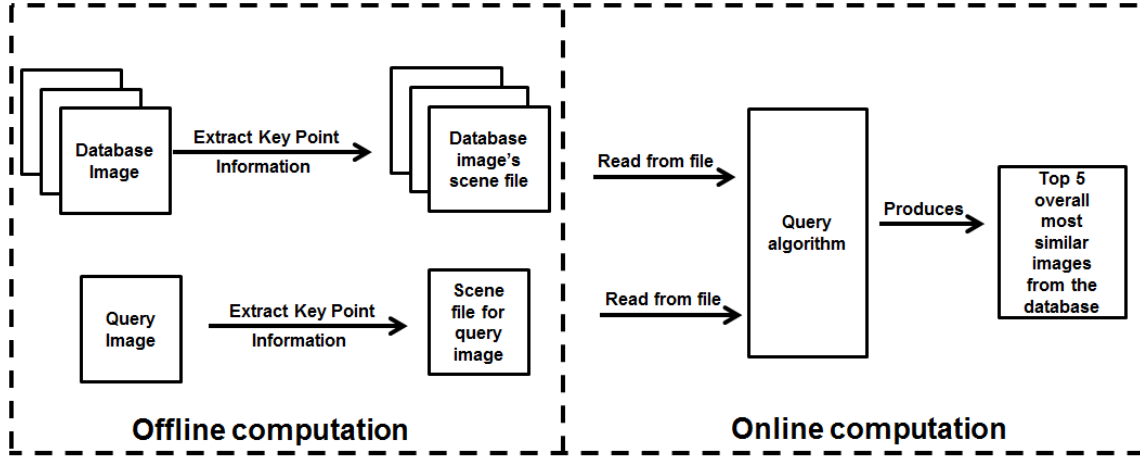 Database
Image
Extract Key Point
Information
Database
image's
scene file
Query
Image
Extract Key Point
Information
Scene
file for
query
image
Offline computation
Read from file
Read from file
Query
algorithm
Produces
Top 5
overall
most
similar
images
from the
database
Online computation